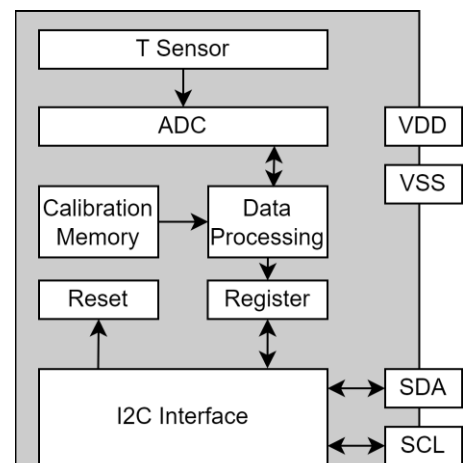 T Sensor
ADC
VDD
VSS
Calibration
Memory
Data
Processing
Reset
Register
I2C Interface
SDA
SCL